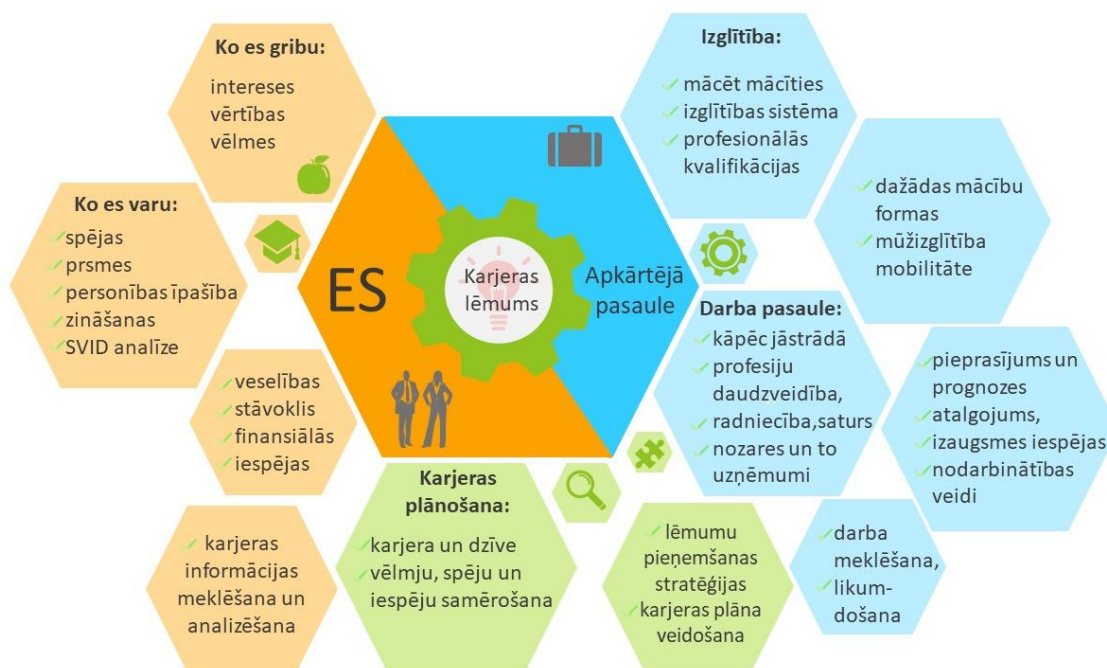 Ko es gribu:
intereses
vērtības
vēlmes
Ko es varu:
spējas
prsmes
personības īpašība
zināšanas
SVID analīze
veselības
stāvoklis
finansiālās
iespējas
karjeras
informācijas
meklēšana un
analizēšana
ES
Karjeras
lēmums
Apkārtējā
pasaule
Izglītība:
mācēt mācīties
izglītības sistēma
profesionālās
kvalifikācijas
dažādas mācību
formas
mūžizglītība
mobilitāte
Darba pasaule:
kāpēc jāstrādā
profesiju
daudzveidība,
radniecība,saturs
nozares un to
uzņēmumi
pieprasījums un
prognozes
atalgojums,
izaugsmes iespējas
nodarbinātības
veidi
darba
meklēšana,
likum-
došana
Karjeras
plānošana:
karjera un dzīve
vēlmju, spēju un
iespēju samērošana
lēmumu
pieņemšanas
stratēģijas
karjeras plāna
veidošana